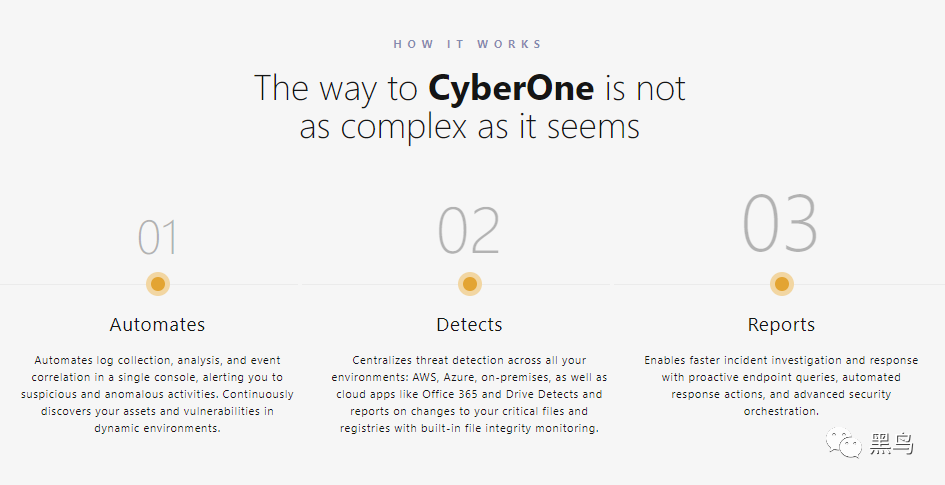 HOW IT WORKS
The way to CyberOne is not
as complex as it seems
01
02
03
Automates
Detects
Reports
Automates log collection, analysis, and event
correlation in a single console, alerting you to
suspicious and anomalous activities. Continuously
discovers your assets and vulnerabilities in
dynamic environments.
Centralizes threat detection across all your
environments: AWS, Azure, on-premises, as well as
cloud apps like Office 365 and Drive Detects and
reports on changes to your critical files and
registries with built-in file integrity monitoring.
Enables faster incident investigation and response
with proactive endpoint queries, automated
response actions, and advanced security
orchestration.
黑鸟